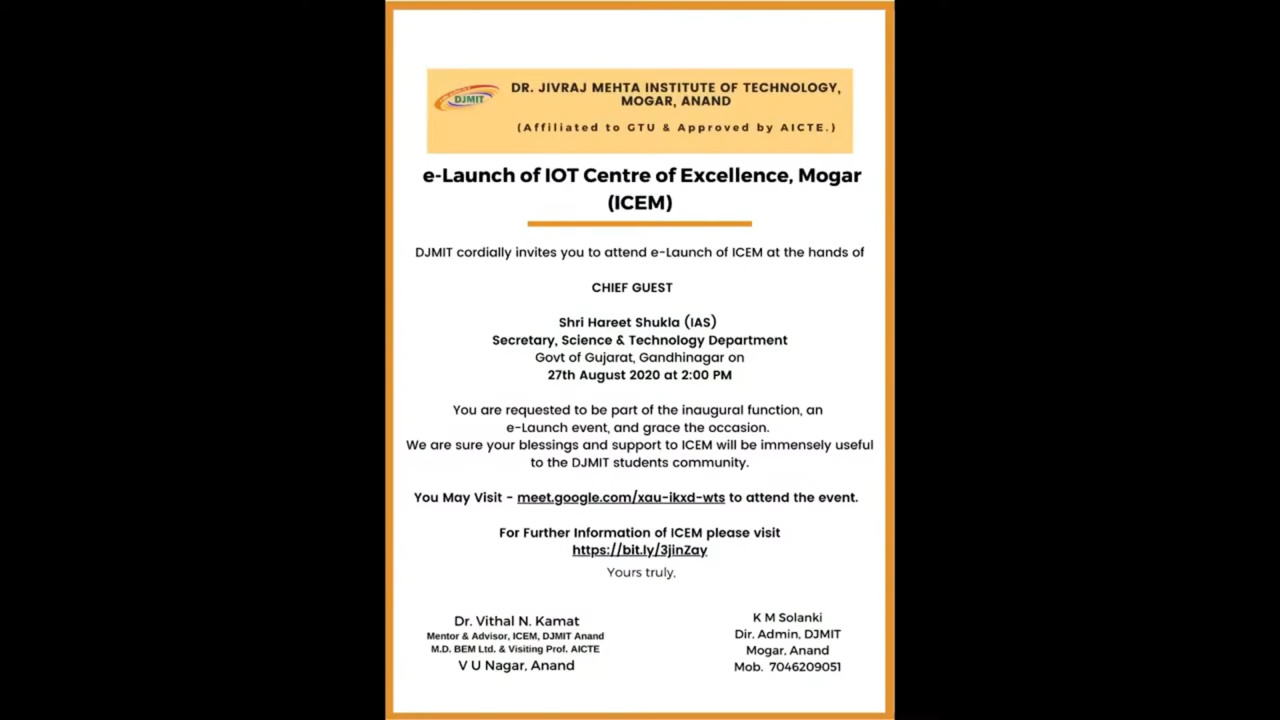 DJMIT
DR. JIVRAJ MEHTA INSTITUTE OF TECHNOLOGY,
MOGAR, ANAND
(Affiliated to GTU & Approved by AICTE.)
e-Launch of IOT Centre of Excellence, Mogar
(ICEM)
DJMIT cordially invites you to attend e-Launch of ICEM at the hands of
CHIEF GUEST
Shri Hareet Shukla (IAS)
Secretary, Science & Technology Department
Govt of Gujarat, Gandhinagar on
27th August 2020 at 2:00 PM
You are requested to be part of the inaugural function, an
e-Launch event, and grace the occasion.
We are sure your blessings and support to ICEM will be immensely useful
to the DJMIT students community.
You May Visit - meet.google.com/xau-ikxd-wts to attend the event.
For Further Information of ICEM please visit
https://bit.ly/3jinZay
Yours truly,
Dr. Vithal N. Kamat
Mentor & Advisor, ICEM, DJMIT Anand
M.D. BEM Ltd. & Visiting Prof. AICTE
V U Nagar, Anand
K M Solanki
Dir. Admin, DJMIT
Mogar, Anand
Mob. 7046209051